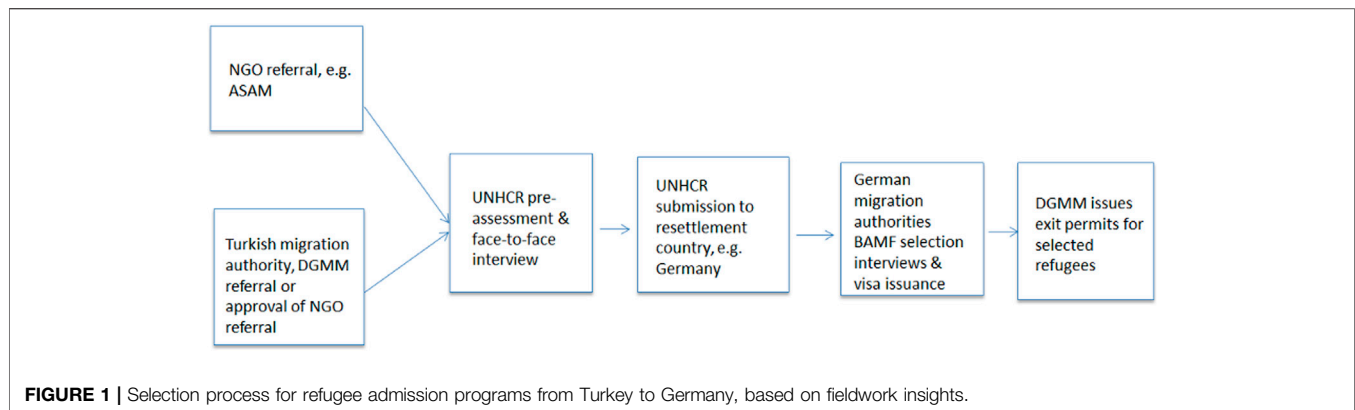 NGO referral, e.g.
ASAM
Turkish migration
authority, DGMM
referral or
approval of NGO
referral
UNHCR pre-
assessment &
face-to-face
interview
UNHCR
submission to
resettlement
country, e.g.
Germany
German
migration
authorities
BAMF selection
interviews &
visa issuance
DGMM issues
exit permits for
selected
refugees
FIGURE 1 | Selection process for refugee admission programs from Turkey to Germany, based on fieldwork insights.